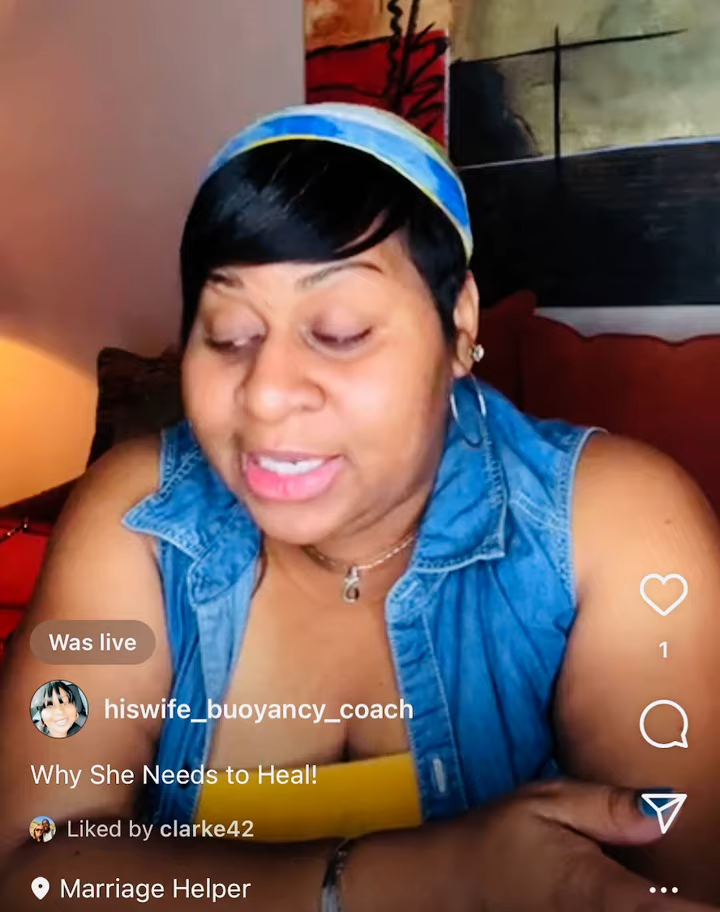 Was live
hiswife_buoyancy_coach
1
Why She Needs to Heal!
Liked by clarke42
Marriage Helper